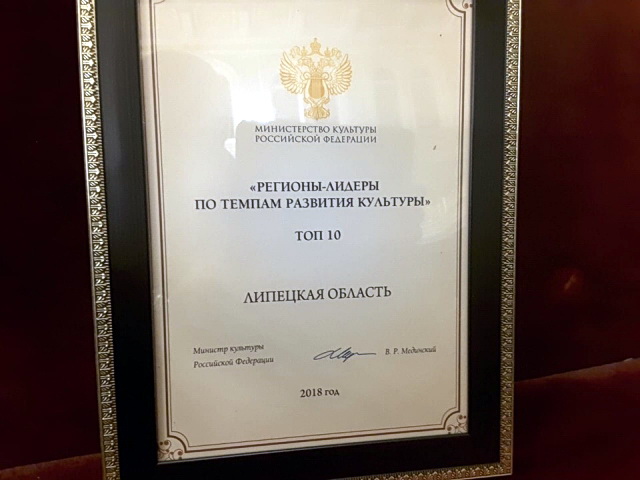 МИНИСТЕРСТВО КУЛЬТУРЫ
РОССИЙСКОЙ ФЕДЕРАЦИИ
«РЕГИОНЫ-ЛИДЕРЫ
ПО ТЕМПАМ РАЗВИТИЯ КУЛЬТУРЫ»
ТОП 10
ЛИПЕЦКАЯ ОБЛАСТЬ
Министр культуры
Российской Федерации
В. Р. Мединский
2018 год